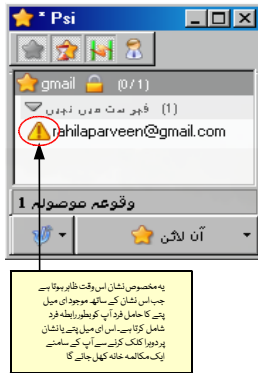 * Psi
gmail (0/1)
فہر ست میں نہیں (1)
rahilaparveen@gmail.com
وقوعہ موصولہ 1
آن لائن
یہ مخصوص نشان اس وقت ظاہر ہوتا ہے
جب اس نشان کے ساتھ موجود ای میل
پتے کا حامل فرد آپ کو بطور رابطہ فرد
شامل کرتا ہے۔ اس ای میل پتے یا نشان
پر دوہرا کلک کرنے سے آپ کے سامنے
ایک مکالمہ خانہ کھل جائے گا